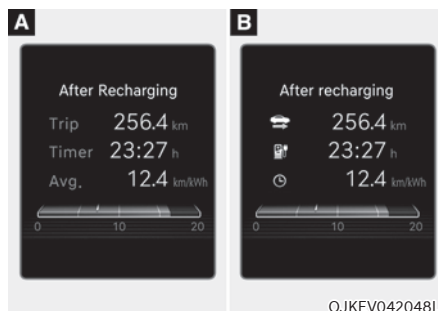 A
After Recharging
Trip 256.4 km
Timer 23:27 h
Avg. 12.4 km/kWh
0 10 20
B
After recharging
256.4 km
23:27 h
12.4 km/kWh
0 10 20
OJKEV042048L